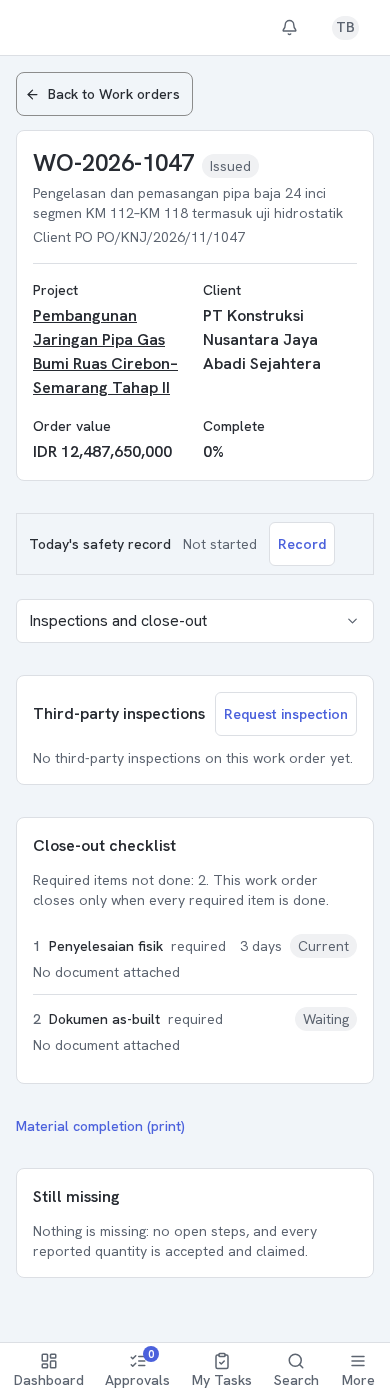 TB
Back to Work orders
WO-2026-1047 Issued
Pengelasan dan pemasangan pipa baja 24 inci
segmen KM 112–KM 118 termasuk uji hidrostatik
Client PO PO/KNJ/2026/11/1047
Project
Pembangunan
Jaringan Pipa Gas
Bumi Ruas Cirebon–
Semarang Tahap II
Client
PT Konstruksi
Nusantara Jaya
Abadi Sejahtera
Order value
IDR 12,487,650,000
Complete
0%
Today's safety record Not started Record
Inspections and close-out
Third-party inspections Request inspection
No third-party inspections on this work order yet.
Close-out checklist
Required items not done: 2. This work order
closes only when every required item is done.
1 Penyelesaian fisik required 3 days Current
No document attached
2 Dokumen as-built required Waiting
No document attached
Material completion (print)
Still missing
Nothing is missing: no open steps, and every
reported quantity is accepted and claimed.
0
Dashboard Approvals My Tasks Search More